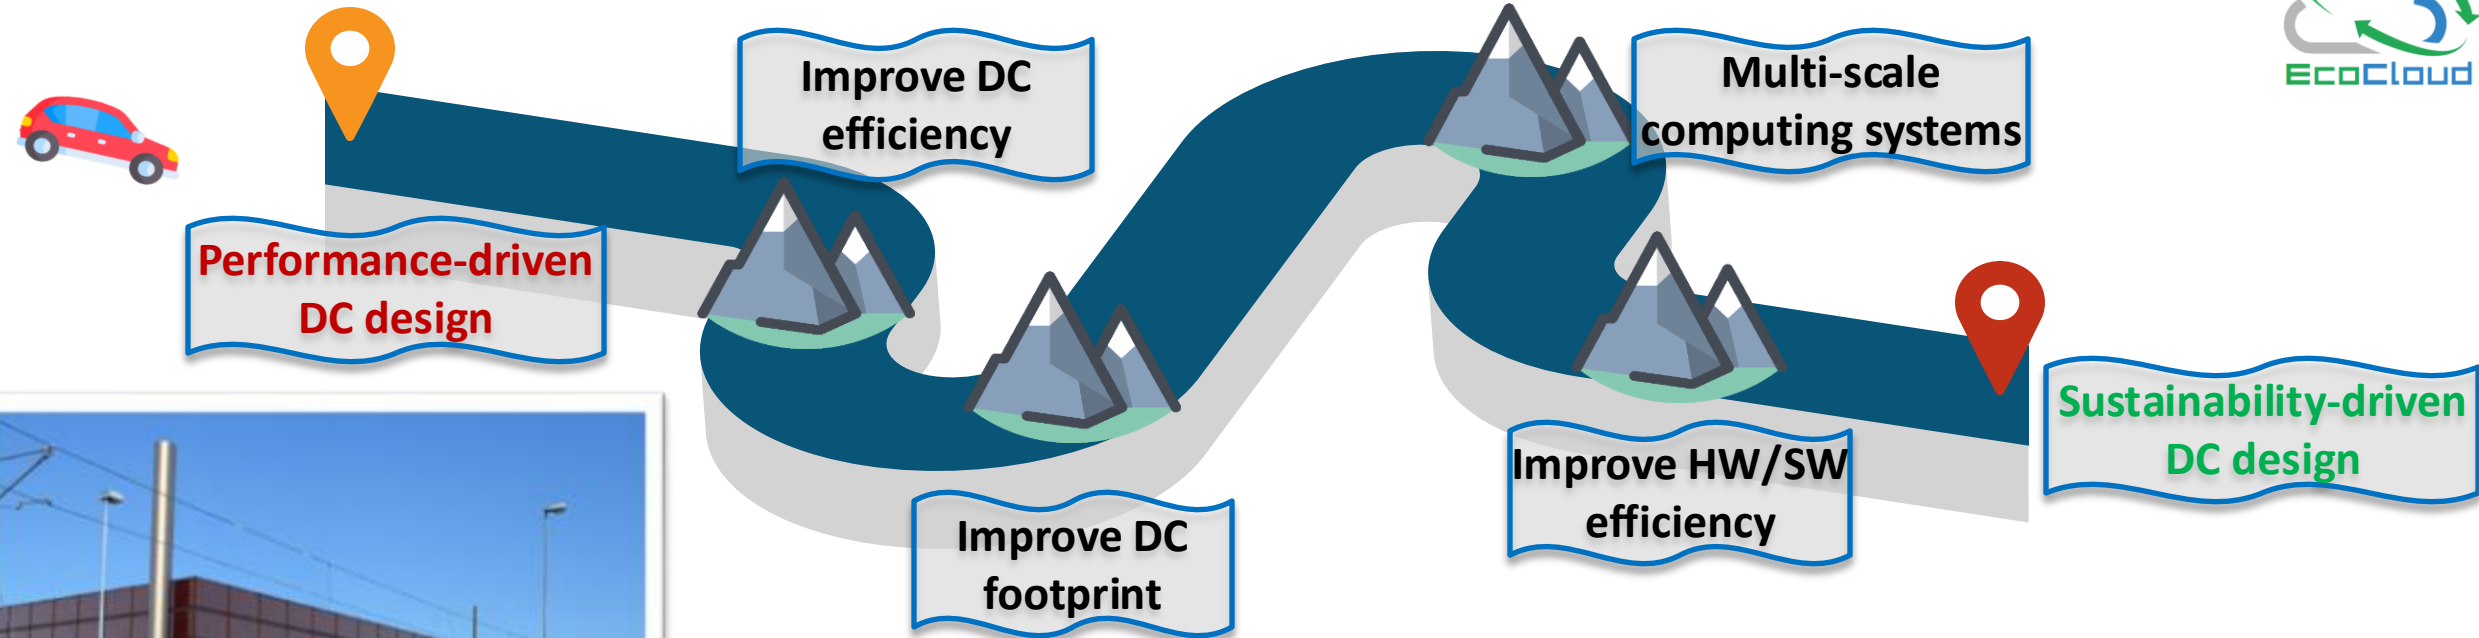 EcoCloud
Improve DC
efficiency
Multi-scale
computing systems
Performance-driven
DC design
Sustainability-driven
DC design
Improve HW/SW
efficiency
Improve DC
footprint